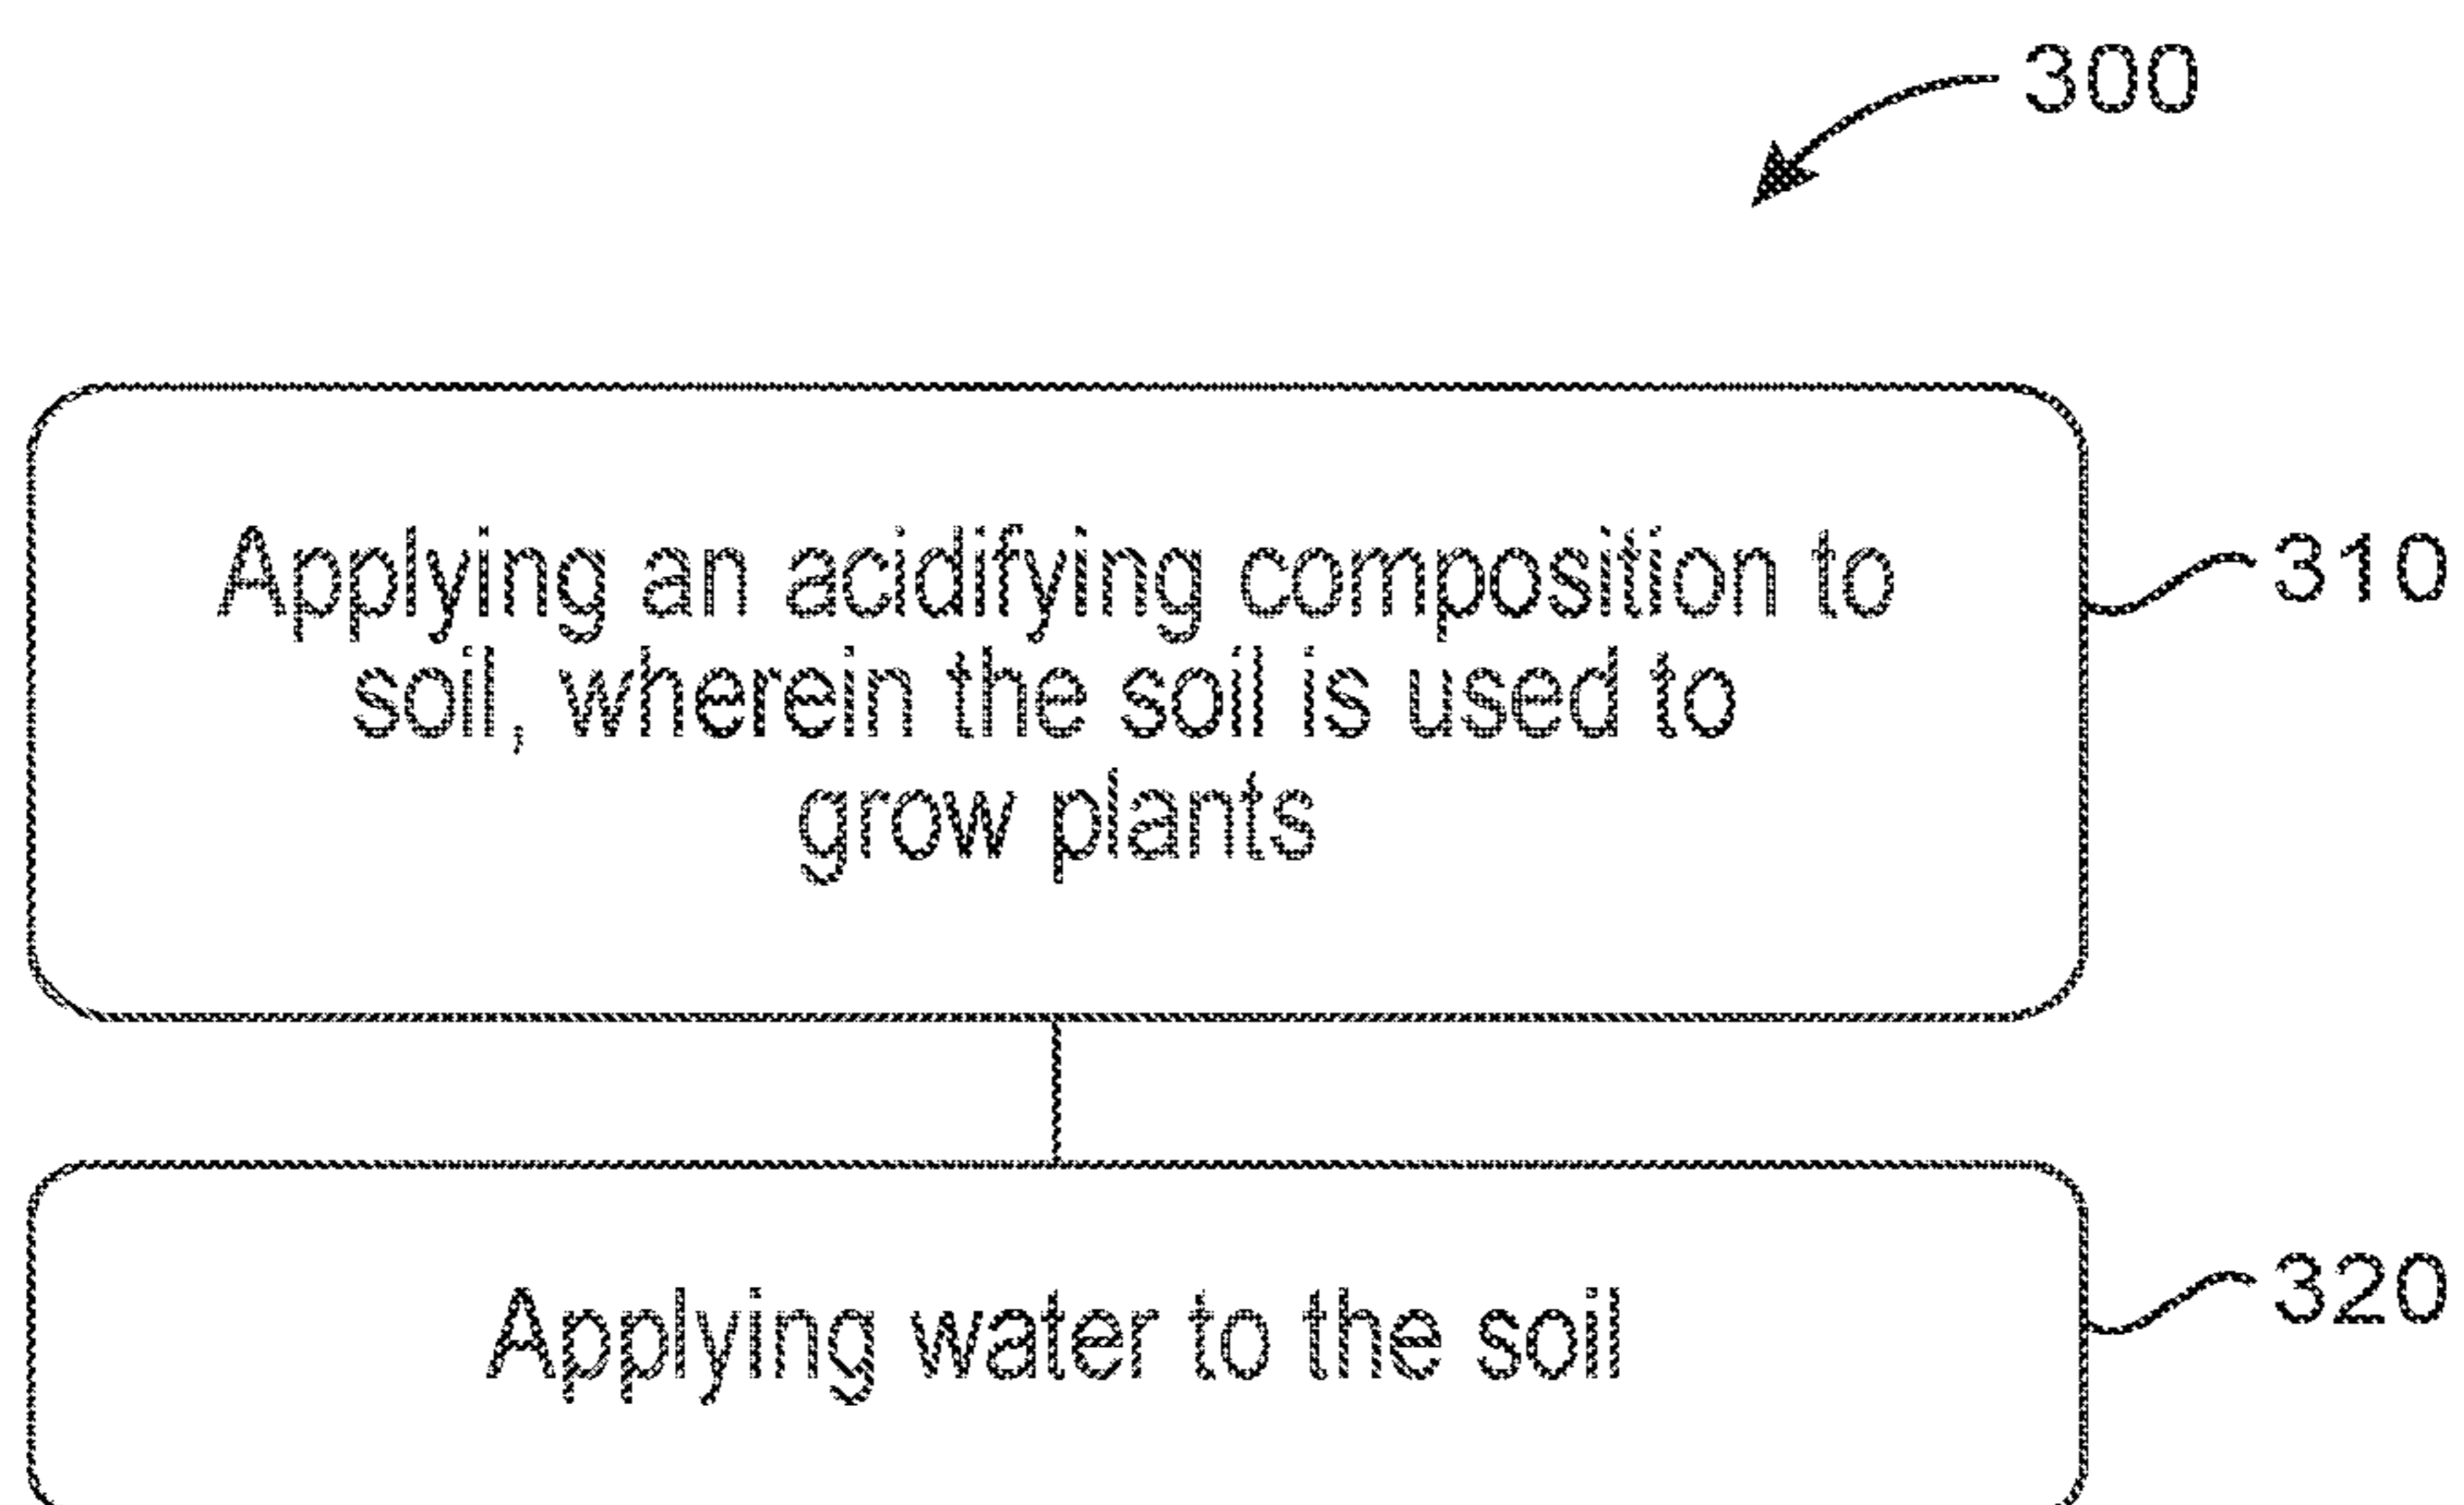 300
Applying an acidifying composition to
soil, wherein the soil is used to
grow plants
310
Applying water to the soil
320